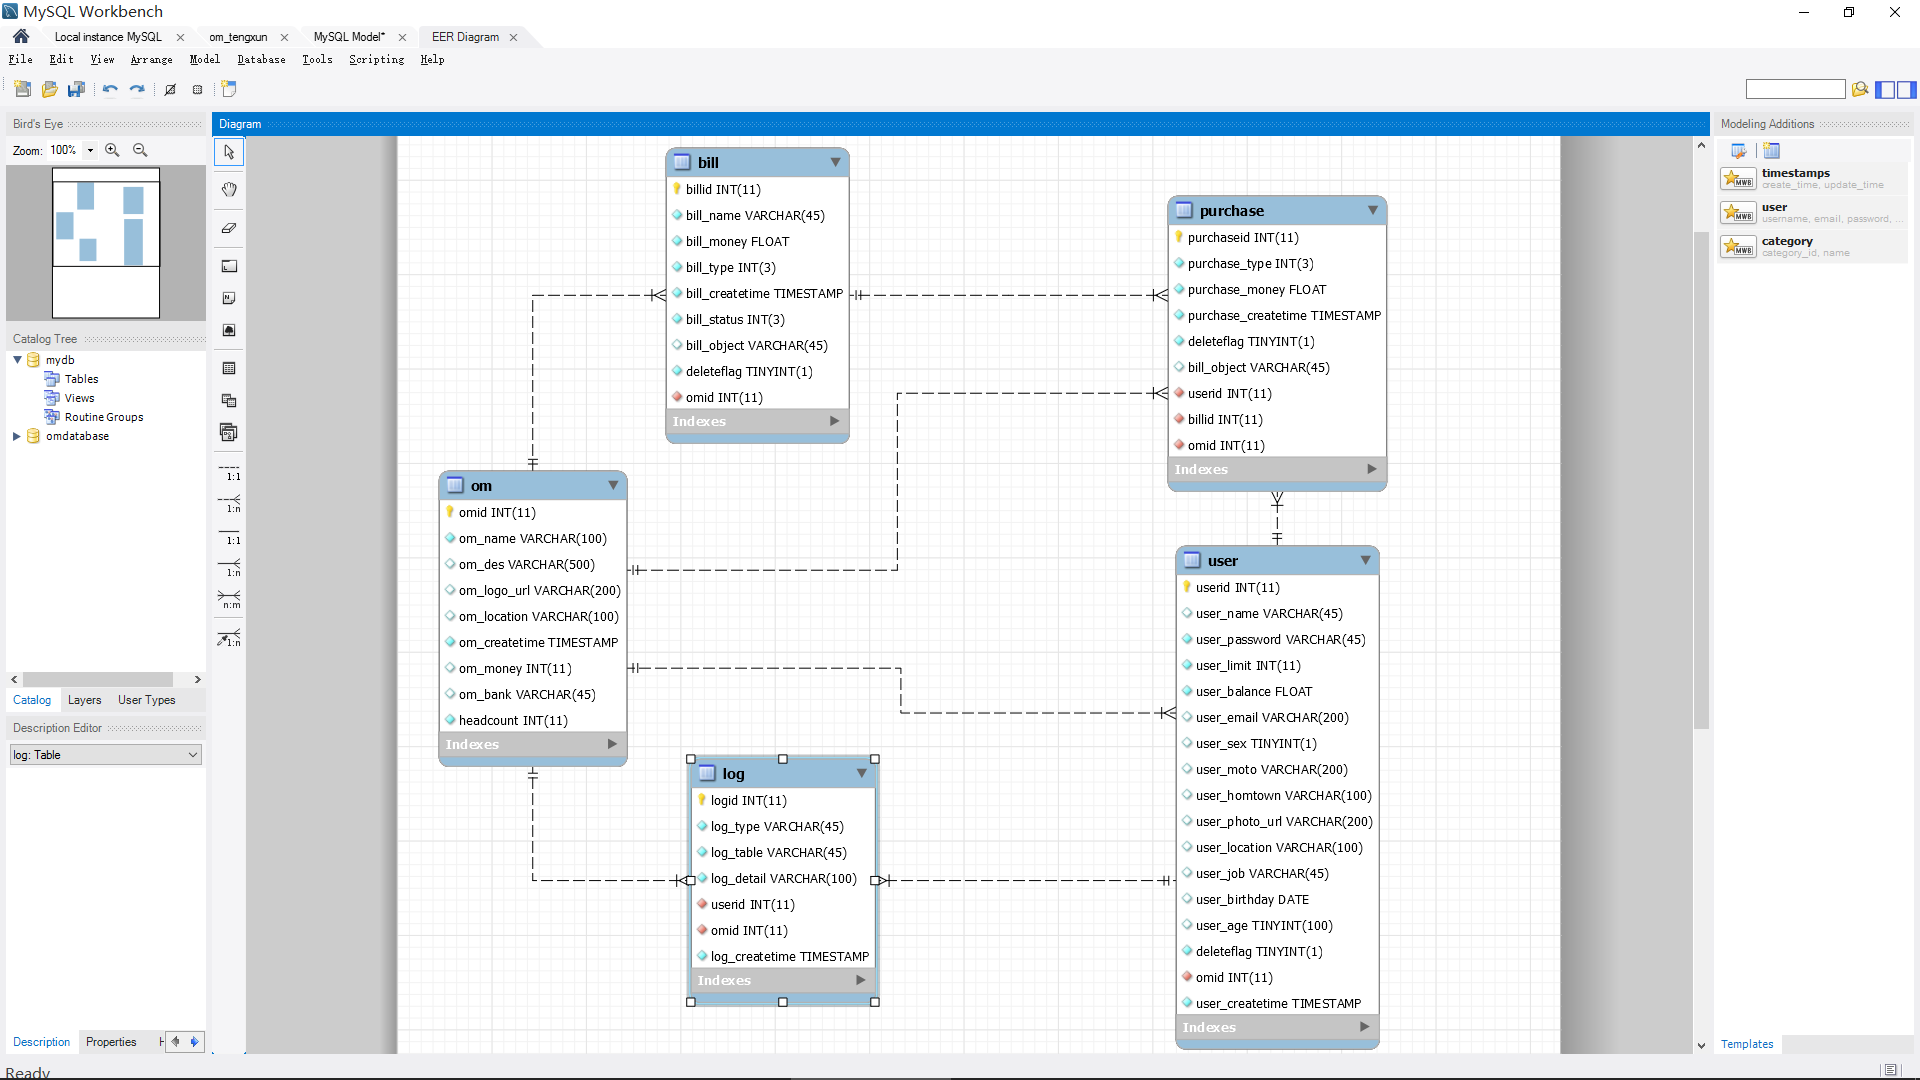 MySQL Workbench
Local instance MySQL
om_tengxun
MySQL Model*
EER Diagram
File Edit View Arrange Model Database Tools Scripting Help
Bird's Eye
Zoom: 100%
Catalog Tree
mydb
Tables
Views
Routine Groups
omdatabase
Catalog Layers User Types
Description Editor
log: Table
Description Properties H
Ready
Diagram
1:1
1:n
1:1
1:n
n:m
1:n
bill
billid INT(11)
bill_name VARCHAR(45)
bill_money FLOAT
bill_type INT(3)
bill_createtime TIMESTAMP
bill_status INT(3)
bill_object VARCHAR(45)
deleteflag TINYINT(1)
omid INT(11)
Indexes
purchase
purchaseid INT(11)
purchase_type INT(3)
purchase_money FLOAT
purchase_createtime TIMESTAMP
deleteflag TINYINT(1)
bill_object VARCHAR(45)
userid INT(11)
billid INT(11)
omid INT(11)
Indexes
om
omid INT(11)
om_name VARCHAR(100)
om_des VARCHAR(500)
om_logo_url VARCHAR(200)
om_location VARCHAR(100)
om_createtime TIMESTAMP
om_money INT(11)
om_bank VARCHAR(45)
headcount INT(11)
Indexes
user
userid INT(11)
user_name VARCHAR(45)
user_password VARCHAR(45)
user_limit INT(11)
user_balance FLOAT
user_email VARCHAR(200)
user_sex TINYINT(1)
user_moto VARCHAR(200)
user_homtown VARCHAR(100)
user_photo_url VARCHAR(200)
user_location VARCHAR(100)
user_job VARCHAR(45)
user_birthday DATE
user_age TINYINT(100)
deleteflag TINYINT(1)
omid INT(11)
user_createtime TIMESTAMP
Indexes
log
logid INT(11)
log_type VARCHAR(45)
log_table VARCHAR(45)
log_detail VARCHAR(100)
userid INT(11)
omid INT(11)
log_createtime TIMESTAMP
Indexes
Modeling Additions
MWB
timestamps
create_time, update_time
MWB
user
username, email, password, ...
MWB
category
category_id, name
Templates